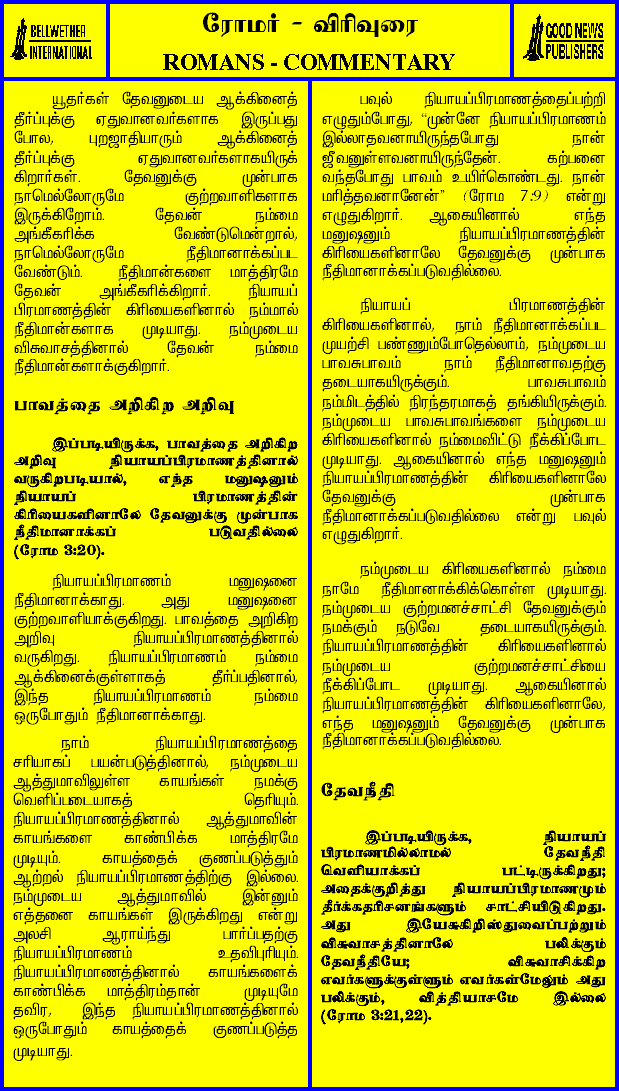 BELLWETHER
INTERNATIONAL
ரோமர் - விரிவுரை
ROMANS - COMMENTARY
GOOD NEWS
PUBLISHERS
யூதர்கள் தேவனுடைய ஆக்கினைத்
தீர்ப்புக்கு ஏதுவானவர்களாக இருப்பது
போல, புறஜாதியாரும் ஆக்கினைத்
தீர்ப்புக்கு ஏதுவானவர்களாகயிருக்
கிறார்கள். தேவனுக்கு முன்பாக
நாமெல்லோருமே குற்றவாளிகளாக
இருக்கிறோம். தேவன் நம்மை
அங்கீகரிக்க வேண்டுமென்றால்,
நாமெல்லோருமே நீதிமானாக்கப்பட
வேண்டும். நீதிமான்களை மாத்திரமே
தேவன் அங்கீகரிக்கிறார். நியாயப்
பிரமாணத்தின் கிரியைகளினால் நம்மால்
நீதிமான்களாக முடியாது. நம்முடைய
விசுவாசத்தினால் தேவன் நம்மை
நீதிமான்களாக்குகிறார்.
பாவத்தை அறிகிற அறிவு
இப்படியிருக்க, பாவத்தை அறிகிற
அறிவு நியாயப்பிரமாணத்தினால்
வருகிறபடியால், எந்த மனுஷனும்
நியாயப் பிரமாணத்தின்
கிரியைகளினாலே தேவனுக்கு முன்பாக
நீதிமானாக்கப் படுவதில்லை
(ரோம 3:20).
நியாயப்பிரமாணம் மனுஷனை
நீதிமானாக்காது. அது மனுஷனை
குற்றவாளியாக்குகிறது. பாவத்தை அறிகிற
அறிவு நியாயப்பிரமாணத்தினால்
வருகிறது. நியாயப்பிரமாணம் நம்மை
ஆக்கினைக்குள்ளாகத் தீர்ப்பதினால்,
இந்த நியாயப்பிரமாணம் நம்மை
ஒருபோதும் நீதிமானாக்காது.
நாம் நியாயப்பிரமாணத்தை
சரியாகப் பயன்படுத்தினால், நம்முடைய
ஆத்துமாவிலுள்ள காயங்கள் நமக்கு
வெளிப்படையாகத் தெரியும்.
நியாயப்பிரமாணத்தினால் ஆத்துமாவின்
காயங்களை காண்பிக்க மாத்திரமே
முடியும். காயத்தைக் குணப்படுத்தும்
ஆற்றல் நியாயப்பிரமாணத்திற்கு இல்லை.
நம்முடைய ஆத்துமாவில் இன்னும்
எத்தனை காயங்கள் இருக்கிறது என்று
அலசி ஆராய்ந்து பார்ப்பதற்கு
நியாயப்பிரமாணம் உதவிபுரியும்.
நியாயப்பிரமாணத்தினால் காயங்களைக்
காண்பிக்க மாத்திரம்தான் முடியுமே
தவிர, இந்த நியாயப்பிரமாணத்தினால்
ஒருபோதும் காயத்தைக் குணப்படுத்த
முடியாது.
பவுல் நியாயப்பிரமாணத்தைப்பற்றி
எழுதும்போது, "முன்னே நியாயப்பிரமாணம்
இல்லாதவனாயிருந்தபோது நான்
ஜீவனுள்ளவனாயிருந்தேன். கற்பனை
வந்தபோது பாவம் உயிர்கொண்டது. நான்
மரித்தவனானேன்" (ரோம 7:9) என்று
எழுதுகிறார். ஆகையினால் எந்த
மனுஷனும் நியாயப்பிரமாணத்தின்
கிரியைகளினாலே தேவனுக்கு முன்பாக
நீதிமானாக்கப்படுவதில்லை.
நியாயப் பிரமாணத்தின்
கிரியைகளினால், நாம் நீதிமானாக்கப்பட
முயற்சி பண்ணும்போதெல்லாம், நம்முடைய
பாவசுபாவம் நாம் நீதிமானாவதற்கு
தடையாகயிருக்கும். பாவசுபாவம்
நம்மிடத்தில் நிரந்தரமாகத் தங்கியிருக்கும்.
நம்முடைய பாவசுபாவங்களை நம்முடைய
கிரியைகளினால் நம்மைவிட்டு நீக்கிப்போட
முடியாது. ஆகையினால் எந்த மனுஷனும்
நியாயப்பிரமாணத்தின் கிரியைகளினாலே
தேவனுக்கு முன்பாக
நீதிமானாக்கப்படுவதில்லை என்று பவுல்
எழுதுகிறார்.
நம்முடைய கிரியைகளினால் நம்மை
நாமே நீதிமானாக்கிக்கொள்ள முடியாது.
நம்முடைய குற்றமனச்சாட்சி தேவனுக்கும்
நமக்கும் நடுவே தடையாகயிருக்கும்.
நியாயப்பிரமாணத்தின் கிரியைகளினால்
நம்முடைய குற்றமனச்சாட்சியை
நீக்கிப்போட முடியாது. ஆகையினால்
நியாயப்பிரமாணத்தின் கிரியைகளினாலே,
எந்த மனுஷனும் தேவனுக்கு முன்பாக
நீதிமானாக்கப்படுவதில்லை.
தேவநீதி
இப்படியிருக்க, நியாயப்
பிரமாணமில்லாமல் தேவநீதி
வெளியாக்கப் பட்டிருக்கிறது;
அதைக்குறித்து நியாயப்பிரமாணமும்
தீர்க்கதரிசனங்களும் சாட்சியிடுகிறது.
அது இயேசுகிறிஸ்துவைப்பற்றும்
விசுவாசத்தினாலே பலிக்கும்
தேவநீதியே; விசுவாசிக்கிற
எவர்களுக்குள்ளும் எவர்கள்மேலும் அது
பலிக்கும், வித்தியாசமே இல்லை
(ரோம 3:21,22).